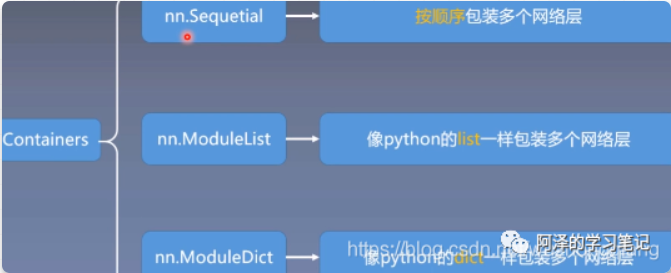 nn.Sequetial
按顺序包装多个网络层
Containers
nn.ModuleList
像python的list一样包装多个网络层
nn.ModuleDict
像python的dict一样包装多个网络层
https://blog.csdn.n
阿泽的学习笔记